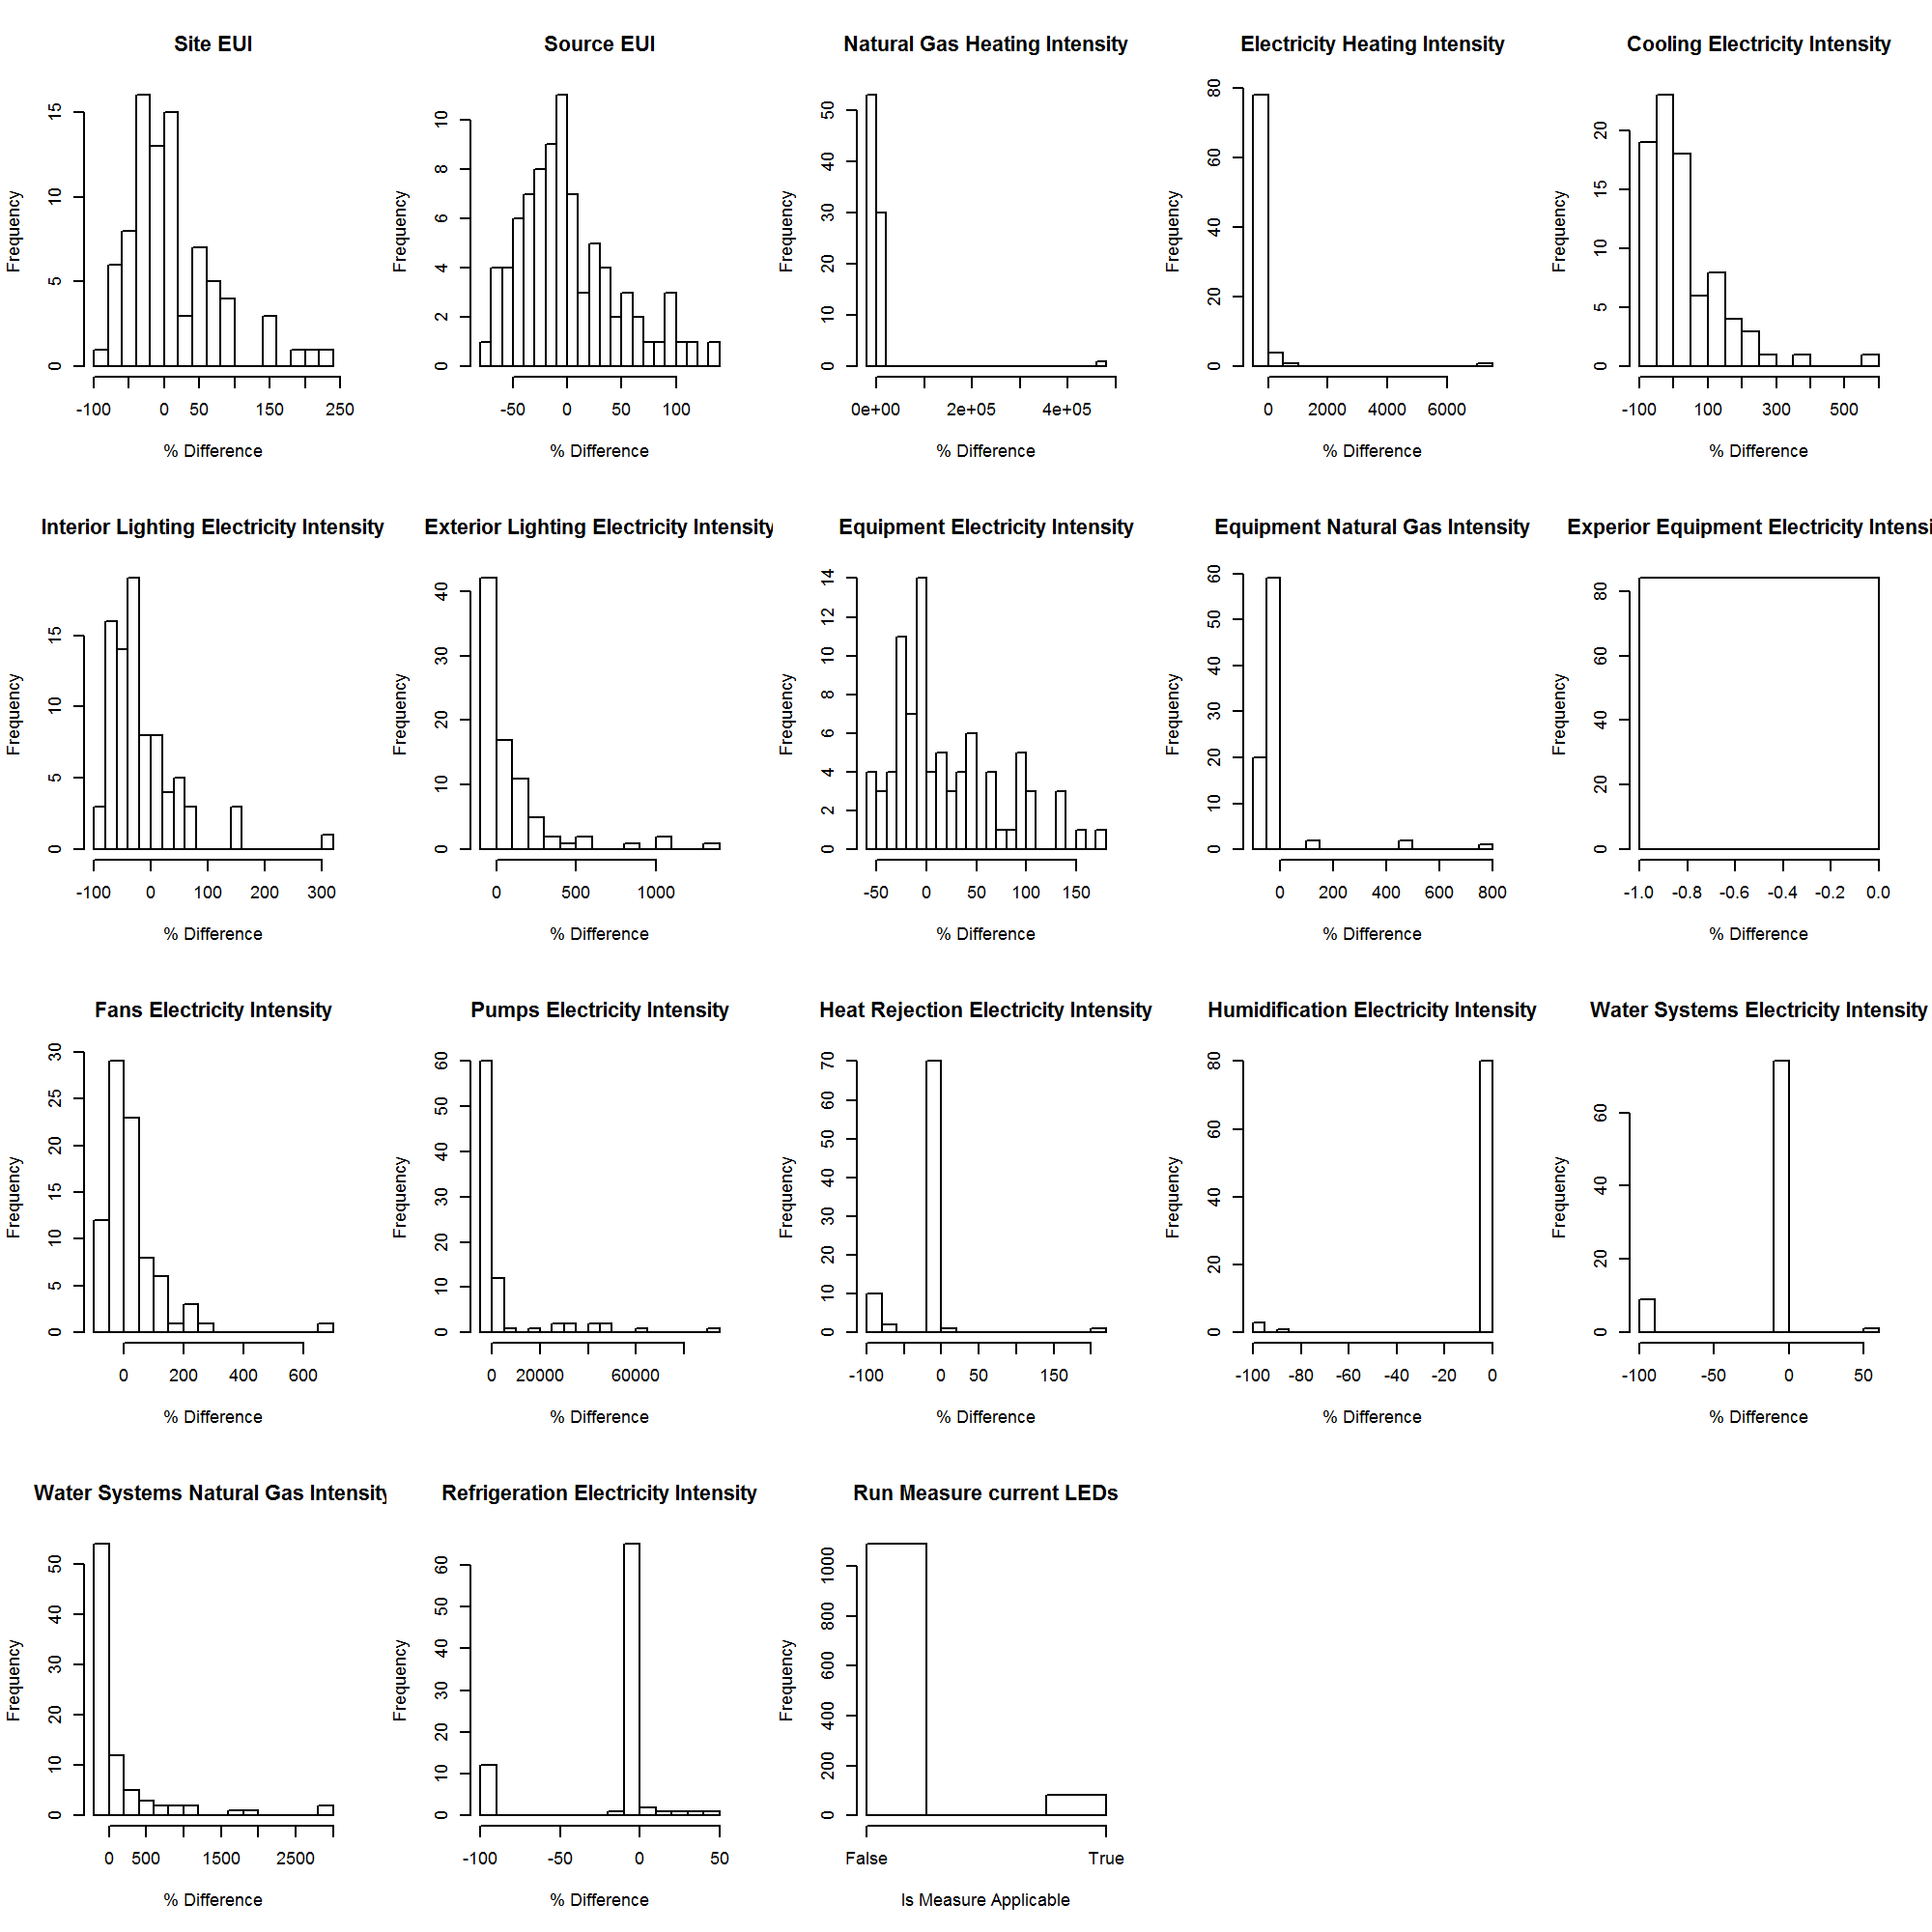 Site EUI
Frequency
0 5 10 15
-100 0 50 150 250
% Difference
Source EUI
Frequency
0 2 4 6 8 10
-50 0 50 100
% Difference
Natural Gas Heating Intensity
Frequency
0 10 20 30 40 50
0e+00 2e+05 4e+05
% Difference
Electricity Heating Intensity
Frequency
0 20 40 60 80
0 2000 4000 6000
% Difference
Cooling Electricity Intensity
Frequency
0 5 10 15 20
-100 100 300 500
% Difference
Interior Lighting Electricity Intensity
Frequency
0 5 10 15
-100 0 100 200 300
% Difference
Exterior Lighting Electricity Intensity
Frequency
0 10 20 30 40
0 500 1000
% Difference
Equipment Electricity Intensity
Frequency
0 2 4 6 8 10 12 14
-50 0 50 100 150
% Difference
Equipment Natural Gas Intensity
Frequency
0 10 20 30 40 50 60
0 200 400 600 800
% Difference
Experior Equipment Electricity Intensi
Frequency
0 20 40 60 80
-1.0 -0.8 -0.6 -0.4 -0.2 0.0
% Difference
Fans Electricity Intensity
Frequency
0 5 10 15 20 25 30
0 200 400 600
% Difference
Pumps Electricity Intensity
Frequency
0 10 20 30 40 50 60
0 20000 60000
% Difference
Heat Rejection Electricity Intensity
Frequency
0 10 20 30 40 50 60 70
-100 0 50 150
% Difference
Humidification Electricity Intensity
Frequency
0 20 40 60 80
-100 -80 -60 -40 -20 0
% Difference
Water Systems Electricity Intensity
Frequency
0 20 40 60
-100 -50 0 50
% Difference
Water Systems Natural Gas Intensity
Frequency
0 10 20 30 40 50
0 500 1500 2500
% Difference
Refrigeration Electricity Intensity
Frequency
0 10 20 30 40 50 60
-100 -50 0 50
% Difference
Run Measure current LEDs
Frequency
0 200 400 600 800 1000
False True
Is Measure Applicable